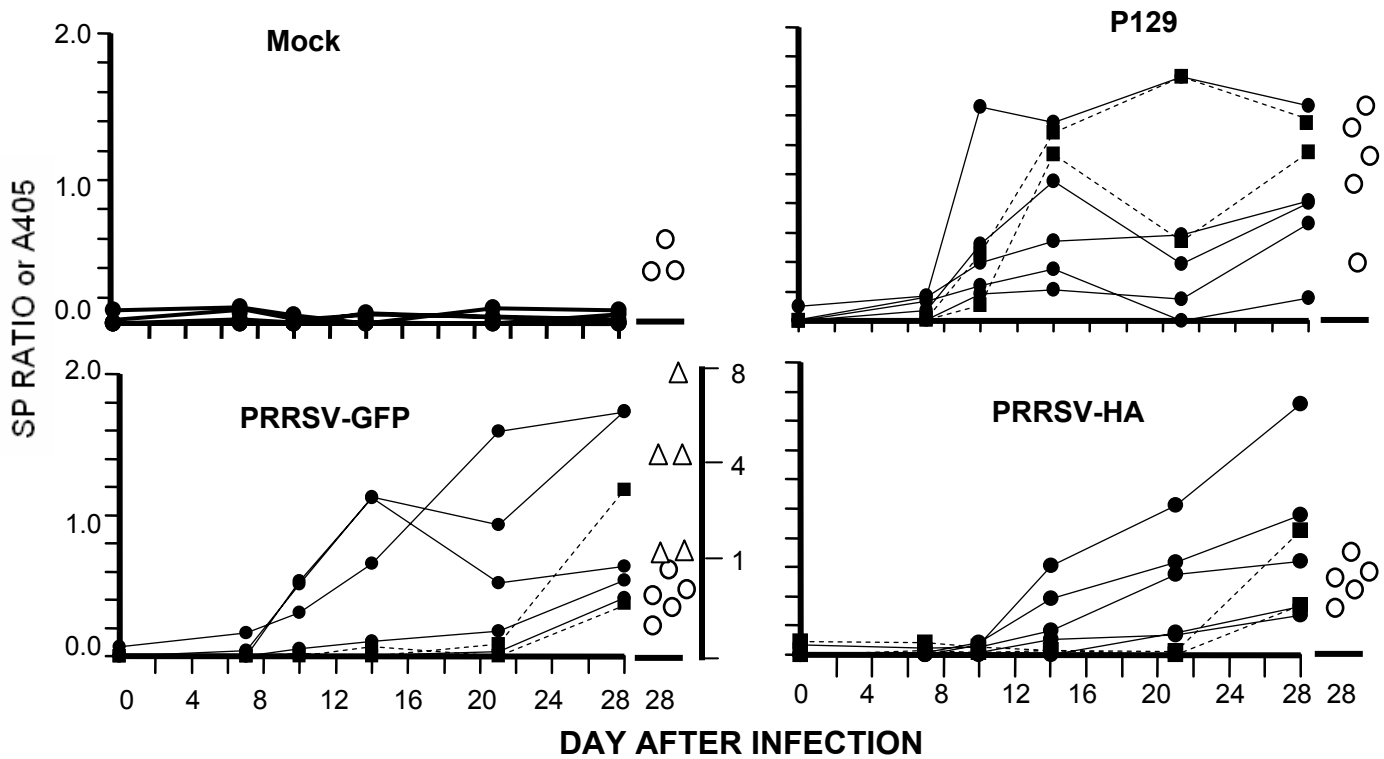 Mock
P129
2.0
1.0
0.0
SP RATIO or A405
PRRSV-GFP
PRRSV-HA
2.0
1.0
0.0
8
4
1
0 4 8 12 16 20 24 28 28
0 4 8 12 16 20 24 28 28
DAY AFTER INFECTION